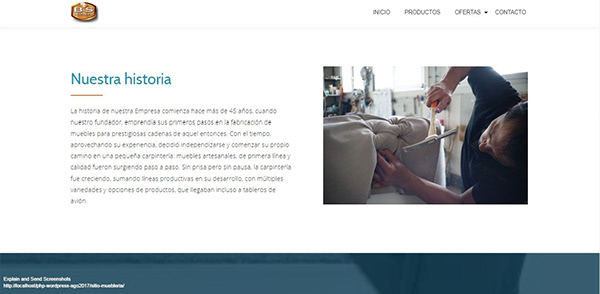 BS
INICIO PRODUCTOS OFERTAS CONTACTO
Nuestra historia
La historia de nuestra Empresa comienza hace más de 45 años, cuando
nuestro fundador, emprendía sus primeros pasos en la fabricación de
muebles para prestigiosas cadenas de aquel entonces. Con el tiempo,
aprovechando su experiencia, decidió independizarse y comenzar su propio
camino en una pequeña carpintería: muebles artesanales, de primera línea y
calidad fueron surgiendo paso a paso. Sin prisa pero sin pausa, la carpintería
fue creciendo, sumando líneas productivas en su desarrollo, con múltiples
variedades y opciones de productos, que llegaban incluso a tableros de
avión.
Explain and Send Screenshots
http://localhost/php-wordpress-ago2017/sitio-muebleria/